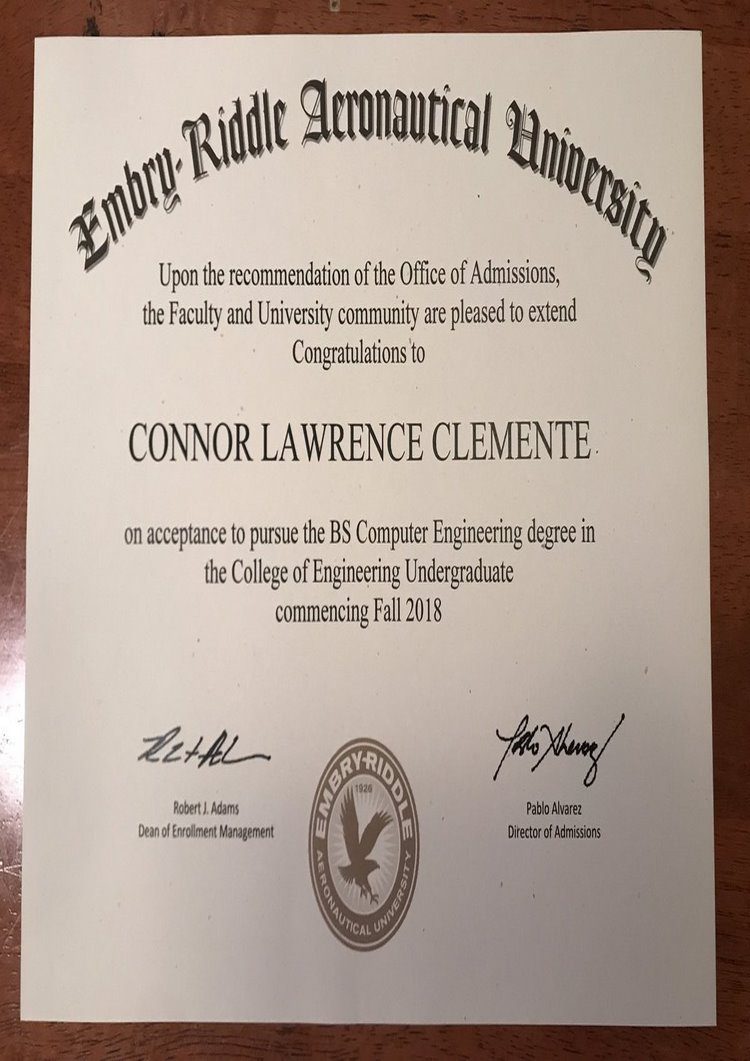 Embry-Riddle Aeronautical University
Upon the recommendation of the Office of Admissions,
the Faculty and University community are pleased to extend
Congratulations to
CONNOR LAWRENCE CLEMENTE
on acceptance to pursue the BS Computer Engineering degree in
the College of Engineering Undergraduate
commencing Fall 2018
Robert J. Adams
Dean of Enrollment Management
Pablo Alvarez
Director of Admissions
EMBRY-RIDDLE
1926
AERONAUTICAL UNIVERSITY